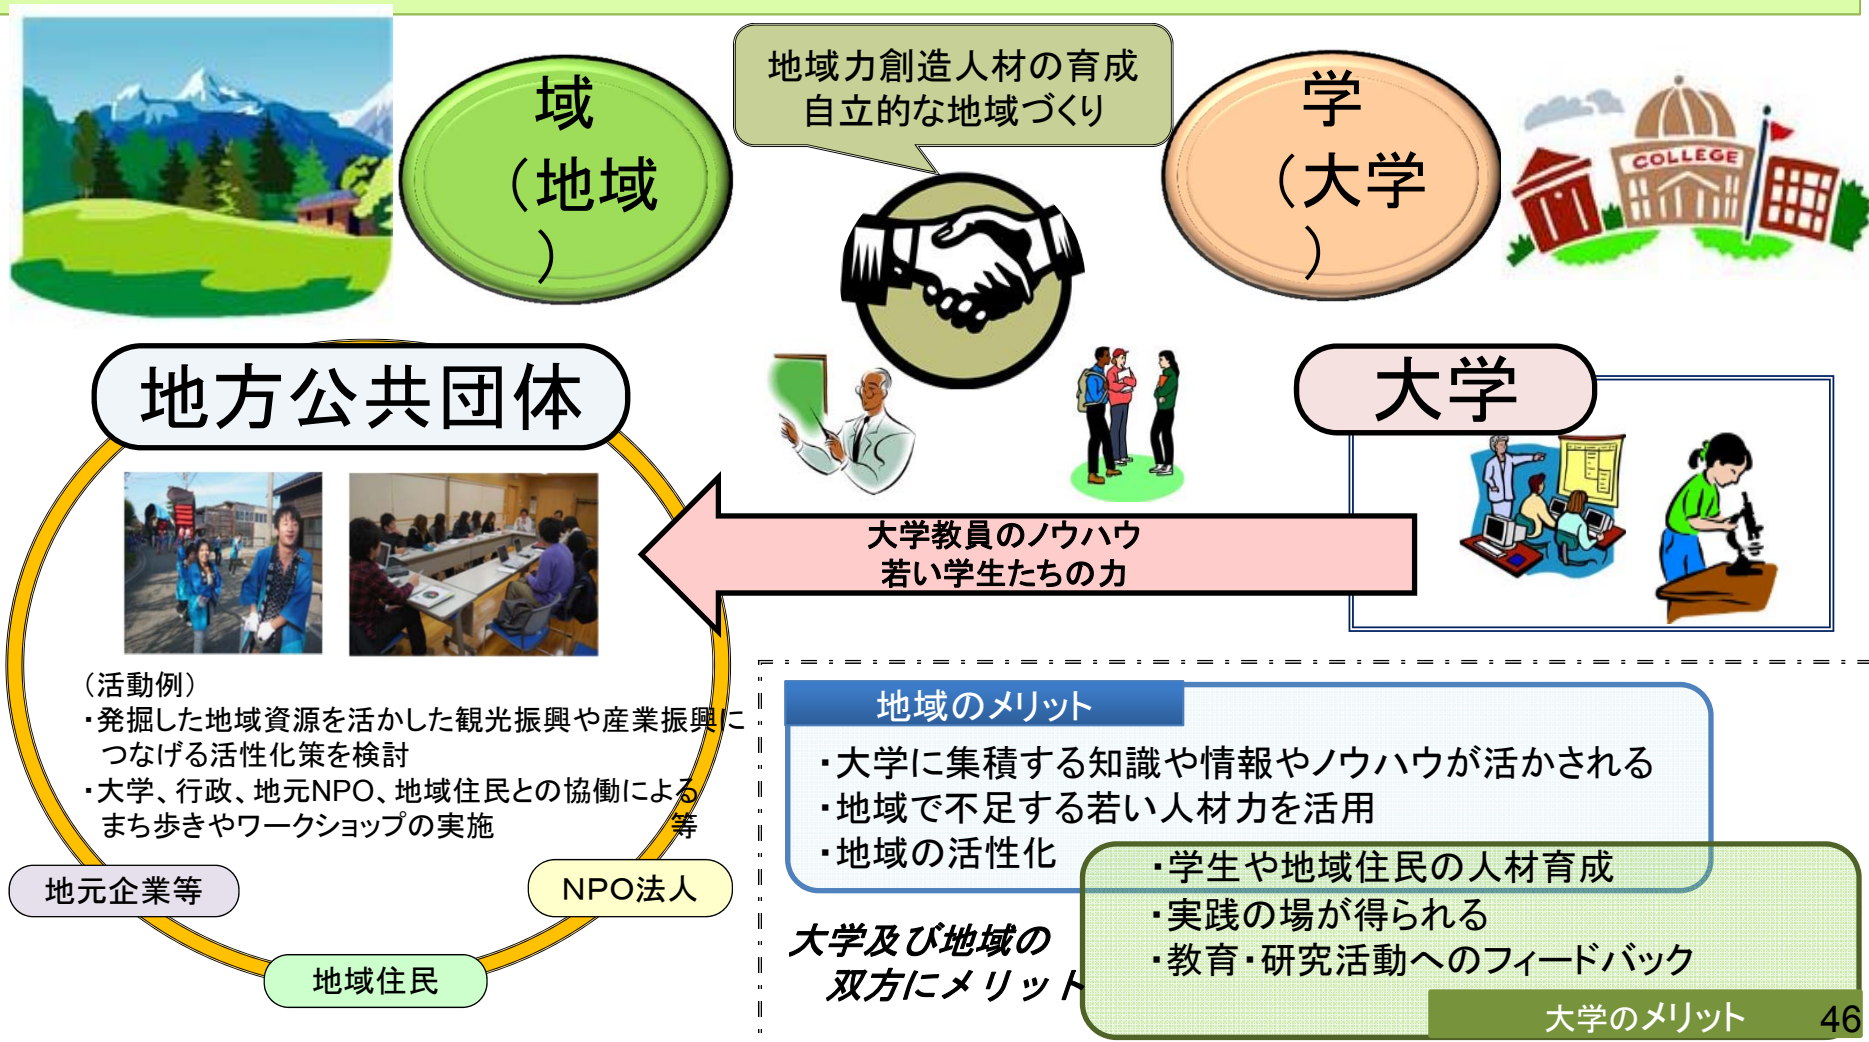 域
（地域
）
地域力創造人材の育成
自立的な地域づくり
学
（大学
）
COLLEGE
地方公共団体
大学
大学教員のノウハウ
若い学生たちの力
（活動例）
・発掘した地域資源を活かした観光振興や産業振興に
つなげる活性化策を検討
・大学、行政、地元NPO、地域住民との協働による
まち歩きやワークショップの実施　等
地元企業等
NPO法人
地域住民
地域のメリット
・大学に集積する知識や情報やノウハウが活かされる
・地域で不足する若い人材力を活用
・地域の活性化
・学生や地域住民の人材育成
・実践の場が得られる
・教育・研究活動へのフィードバック
大学のメリット
大学及び地域の
双方にメリット
46